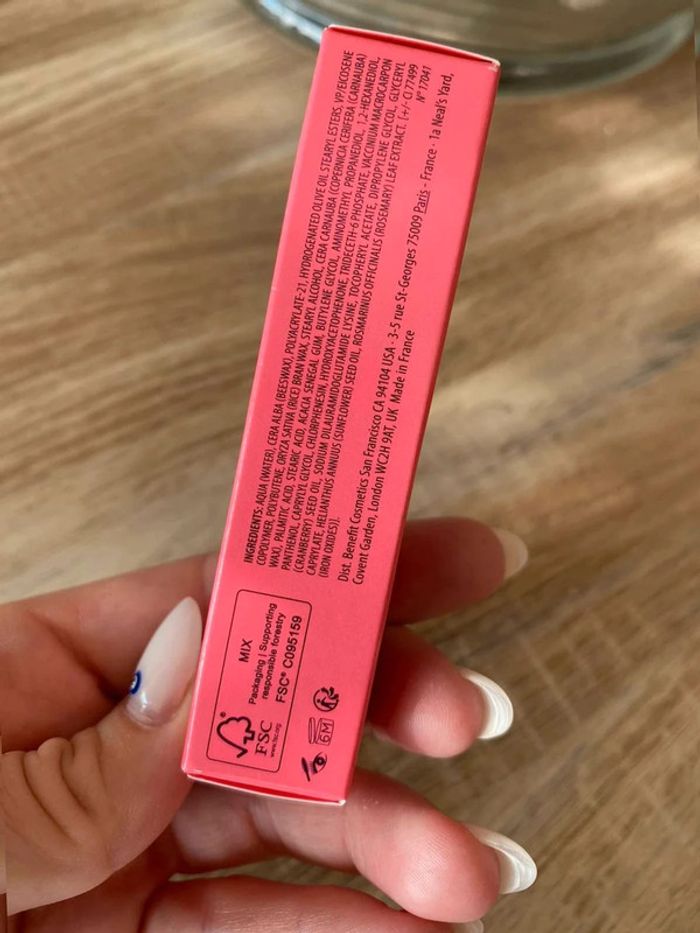 INGREDIENTS: AQUA (WATER), CERA ALBA (BEESWAX), POLYACRYLATE-21, HYDROGENATED OLIVE OIL STEARYL ESTERS, VP/EICOSENE
COPOLYMER, POLYBUTENE, ORYZA SATIVA (RICE) BRAN WAX, STEARYL ALCOHOL, CERA CARNAUBA (COPERNICIA CERIFERA (CARNAUBA)
WAX), PALMITIC ACID, STEARIC ACID, ACACIA SENEGAL GUM, BUTYLENE GLYCOL, AMINOMETHYL PROPANEDIOL, 1,2-HEXANEDIOL,
PANTHENOL, CAPRYLYL GLYCOL, CHLORPHENESIN, HYDROXYACETOPHENONE, TRIDECETH-6 PHOSPHATE, VACCINIUM MACROCARPON
(CRANBERRY) SEED OIL, SODIUM DILAURAMIDOGLUTAMIDE LYSINE, TOCOPHERYL ACETATE, DIPROPYLENE GLYCOL, GLYCERYL
CAPRYLATE, HELIANTHUS ANNUUS (SUNFLOWER) SEED OIL, ROSMARINUS OFFICINALIS (ROSEMARY) LEAF EXTRACT. [+/- CI 77499
(IRON OXIDES)].
N° 17041
Dist. Benefit Cosmetics San Francisco CA 94104 USA · 3-5 rue St-Georges 75009 Paris - France · 1a Neal's Yard,
Covent Garden, London WC2H 9AT, UK Made in France
FSC
www.fsc.org
MIX
Packaging | Supporting
responsible forestry
FSC® C095159
6M